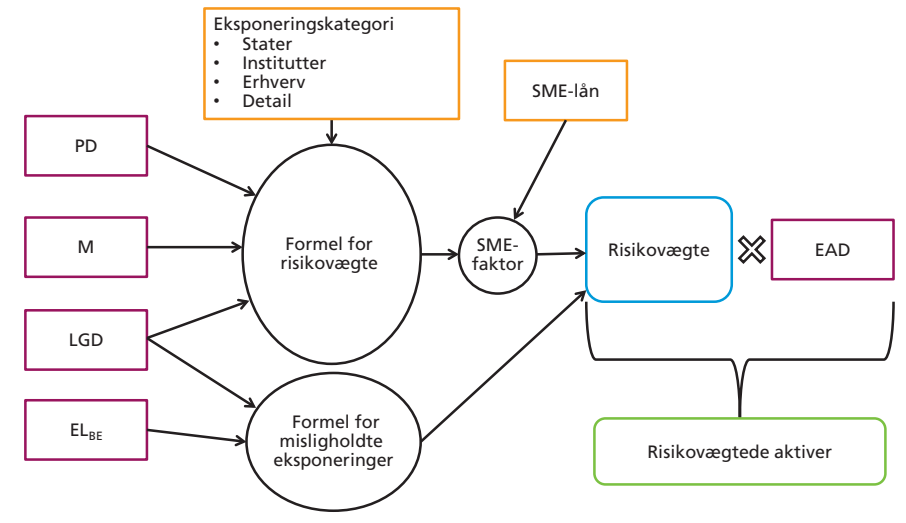 Eksponeringskategori
• Stater
• Institutter
• Erhverv
• Detail
SME-lån
PD
M
LGD
EL_BE
Formel for
risikovægte
SME-
faktor
Risikovægte
EAD
Formel for
misligholdte
eksponeringer
Risikovægtede aktiver